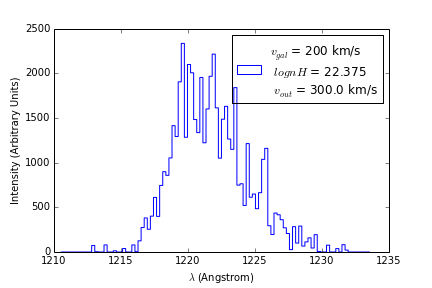 2500
2000
1500
1000
500
0
Intensity (Arbitrary Units)
v_gal = 200 km/s
lognH = 22.375
v_out = 300.0 km/s
1210 1215 1220 1225 1230 1235
λ (Angstrom)